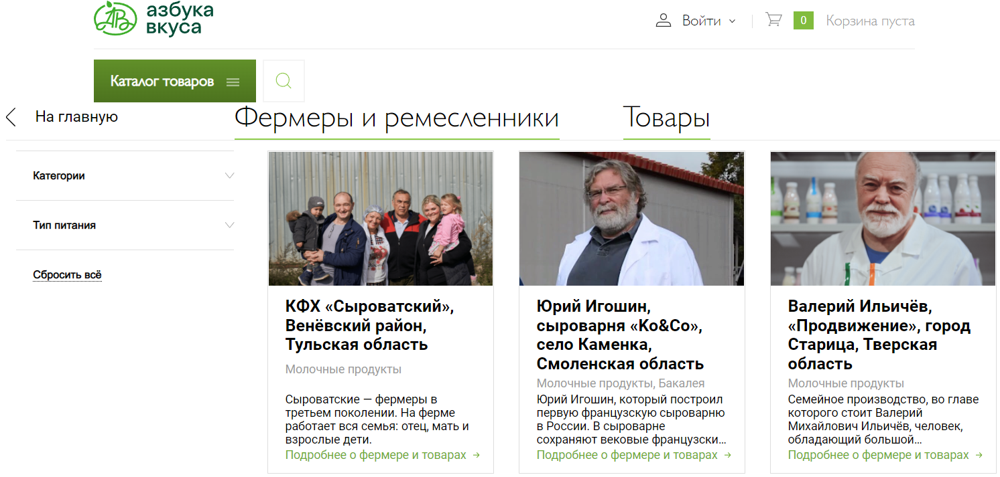 азбука
вкуса
Войти
0
Корзина пуста
Каталог товаров
На главную
Фермеры и ремесленники
Товары
Категории
Тип питания
Сбросить всё
КФХ «Сыроватский»,
Венёвский район,
Тульская область
Молочные продукты
Сыроватские — фермеры в
третьем поколении. На ферме
работает вся семья: отец, мать и
взрослые дети.
Подробнее о фермере и товарах →
Юрий Игошин,
сыроварня «Ko&Co»,
село Каменка,
Смоленская область
Молочные продукты, Бакалея
Юрий Игошин, который построил
первую французскую сыроварню
в России. В сыроварне
сохраняют вековые французски...
Подробнее о фермере и товарах →
Валерий Ильичёв,
«Продвижение», город
Старица, Тверская
область
Молочные продукты
Семейное производство, во главе
которого стоит Валерий
Михайлович Ильичёв, человек,
обладающий большой...
Подробнее о фермере и товарах →